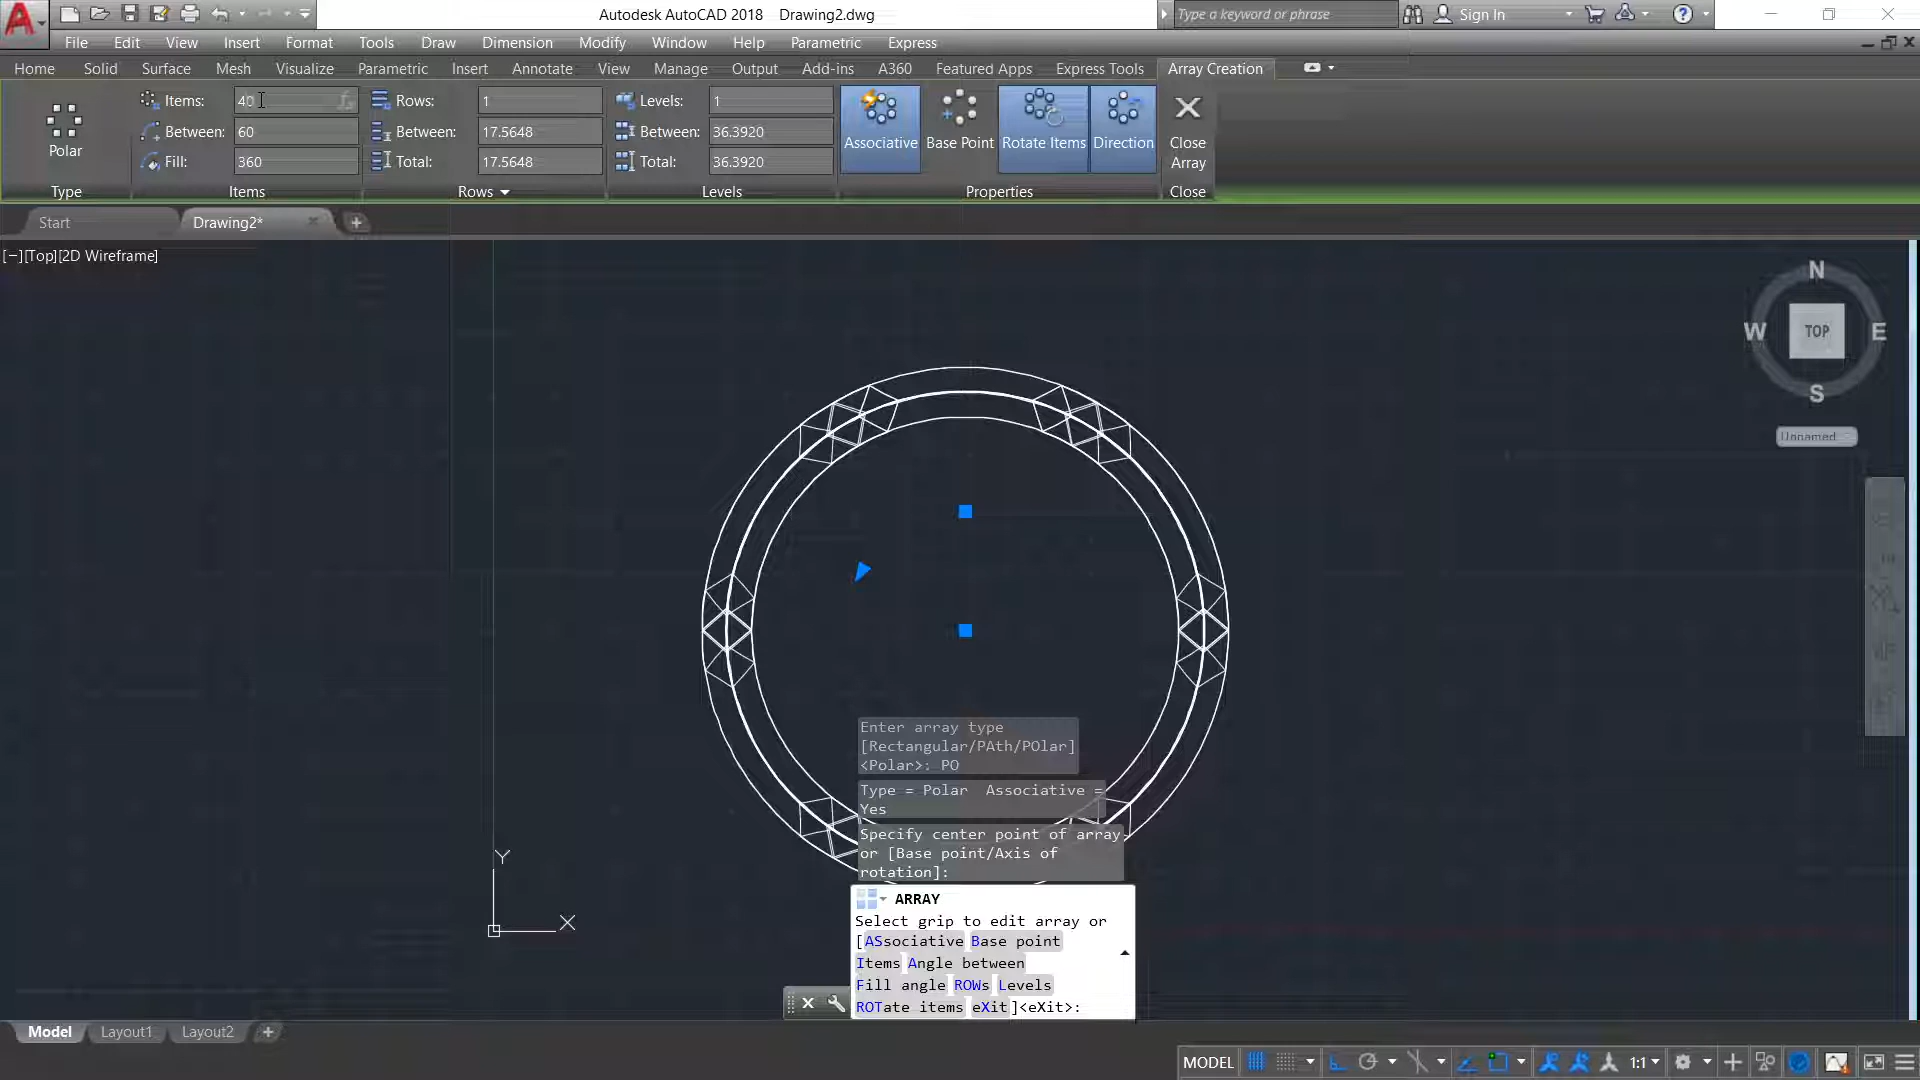 Autodesk AutoCAD 2018 Drawing2.dwg
Type a keyword or phrase
Sign In
File Edit View Insert Format Tools Draw Dimension Modify Window Help Parametric Express
Home Solid Surface Mesh Visualize Parametric Insert Annotate View Manage Output Add-ins A360 Featured Apps Express Tools Array Creation
Polar
Type
Items: 40
Between: 60
Fill: 360
Items
Rows: 1
Between: 17.5648
Total: 17.5648
Rows
Levels: 1
Between: 36.3920
Total: 36.3920
Levels
Associative
Base Point
Rotate Items
Direction
Properties
Close
Array
Close
Start
Drawing2*
[−][Top][2D Wireframe]
N
W TOP E
S
Unnamed
Y
X
Enter array type
[Rectangular/PAth/POlar]
<Polar>: PO
Type = Polar Associative =
Yes
Specify center point of array
or [Base point/Axis of
rotation]:
ARRAY
Select grip to edit array or
[ASsociative Base point
Items Angle between
Fill angle ROWs Levels
ROTate items eXit]<eXit>:
Model Layout1 Layout2
MODEL
1:1